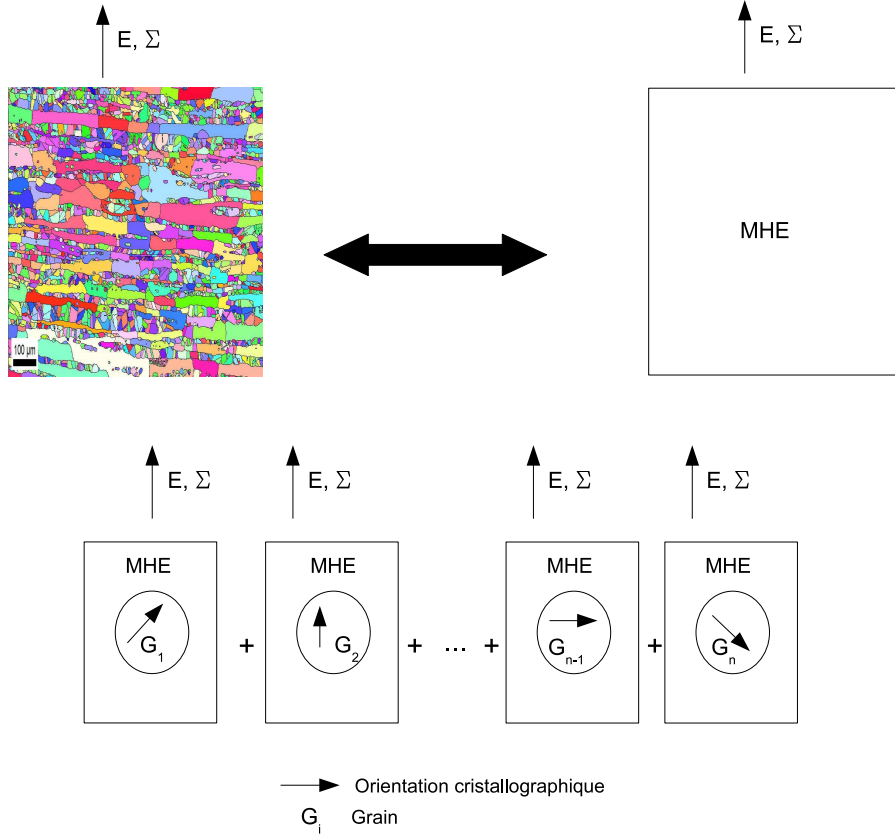 E, Σ
E, Σ
MHE
100 µm
E, Σ
E, Σ
E, Σ
E, Σ
MHE
MHE
MHE
MHE
G1
+
G2
+ ... +
Gn-1
+
Gn
Orientation cristallographique
Gi Grain